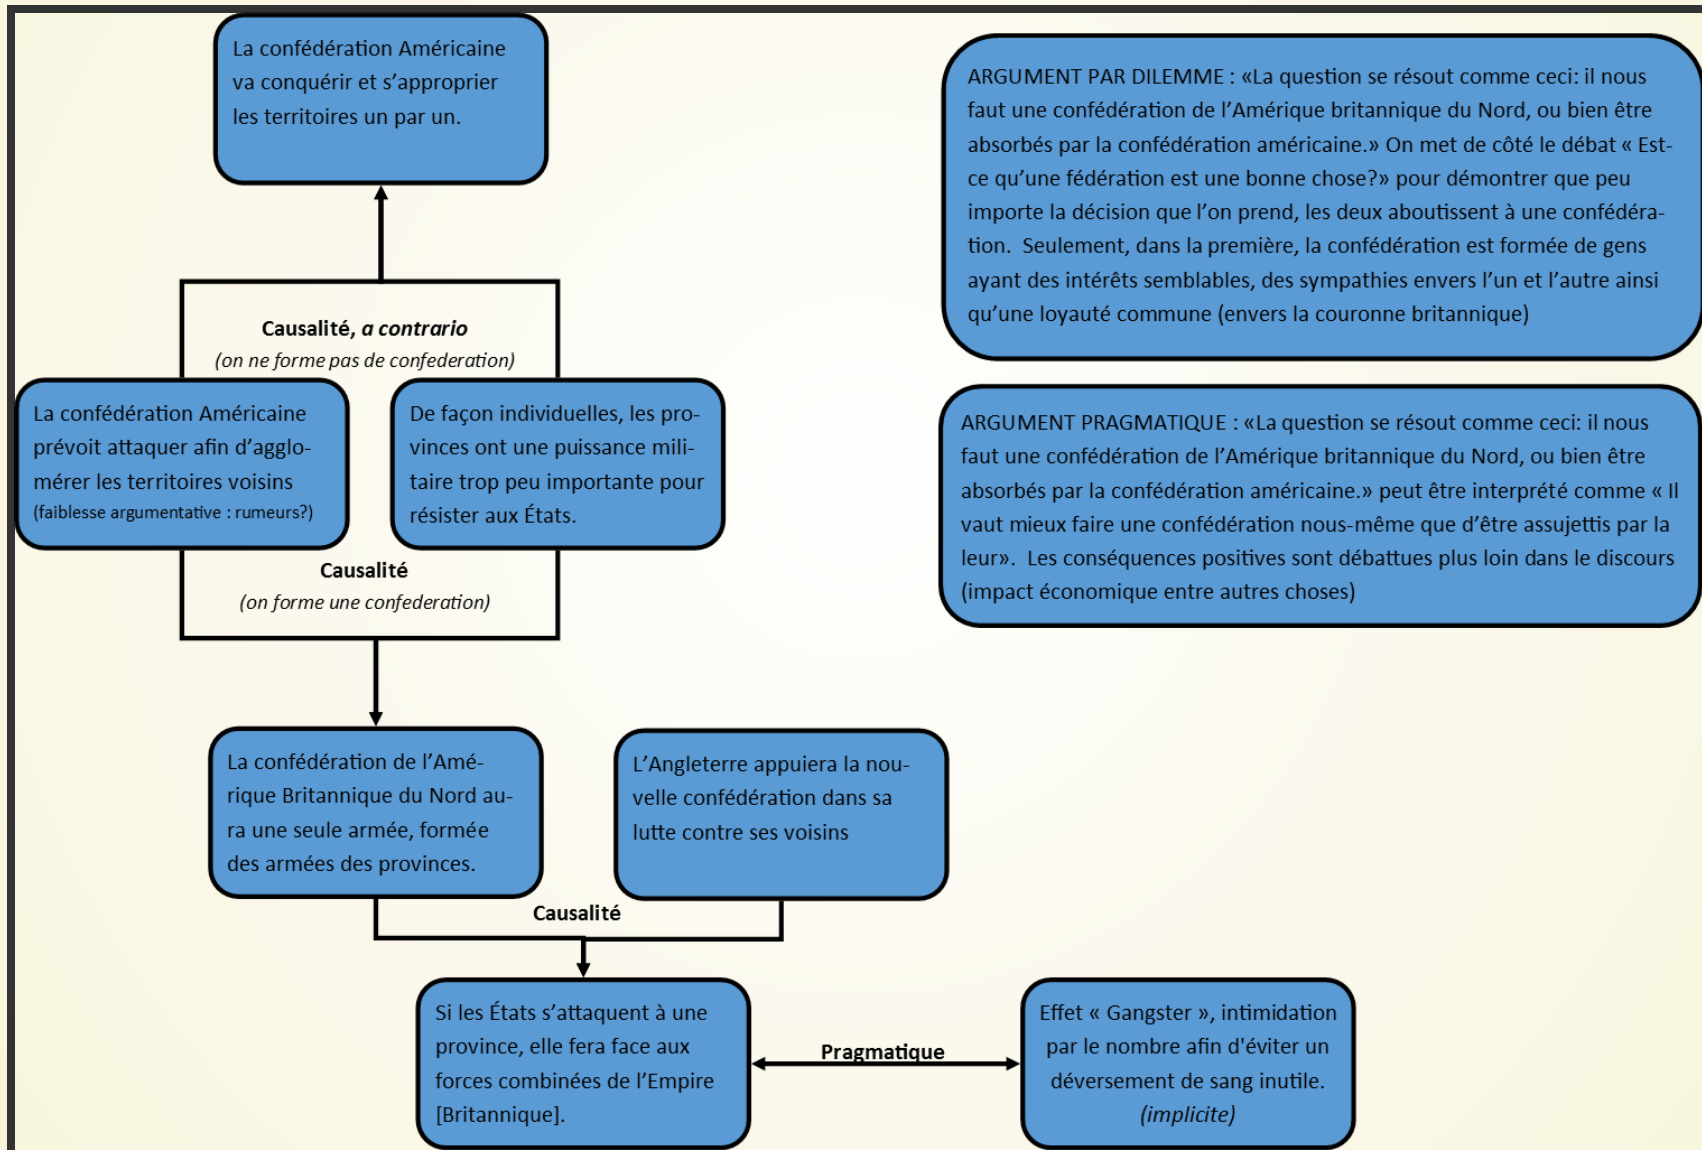 La confédération Américaine
va conquérir et s’approprier
les territoires un par un.
ARGUMENT PAR DILEMME : «La question se résout comme ceci: il nous
faut une confédération de l’Amérique britannique du Nord, ou bien être
absorbés par la confédération américaine.» On met de côté le débat « Est-
ce qu’une fédération est une bonne chose?» pour démontrer que peu
importe la décision que l’on prend, les deux aboutissent à une confédéra-
tion.  Seulement, dans la première, la confédération est formée de gens
ayant des intérêts semblables, des sympathies envers l’un et l’autre ainsi
qu’une loyauté commune (envers la couronne britannique)
Causalité, a contrario
(on ne forme pas de confederation)
La confédération Américaine
prévoit attaquer afin d’agglo-
mérer les territoires voisins
(faiblesse argumentative : rumeurs?)
De façon individuelles, les pro-
vinces ont une puissance mili-
taire trop peu importante pour
résister aux États.
ARGUMENT PRAGMATIQUE : «La question se résout comme ceci: il nous
faut une confédération de l’Amérique britannique du Nord, ou bien être
absorbés par la confédération américaine.» peut être interprété comme « Il
vaut mieux faire une confédération nous-même que d’être assujettis par la
leur».  Les conséquences positives sont débattues plus loin dans le discours
(impact économique entre autres choses)
Causalité
(on forme une confederation)
La confédération de l’Amé-
rique Britannique du Nord au-
ra une seule armée, formée
des armées des provinces.
L’Angleterre appuiera la nou-
velle confédération dans sa
lutte contre ses voisins
Causalité
Si les États s’attaquent à une
province, elle fera face aux
forces combinées de l’Empire
[Britannique].
Pragmatique
Effet « Gangster », intimidation
par le nombre afin d'éviter un
déversement de sang inutile.
(implicite)